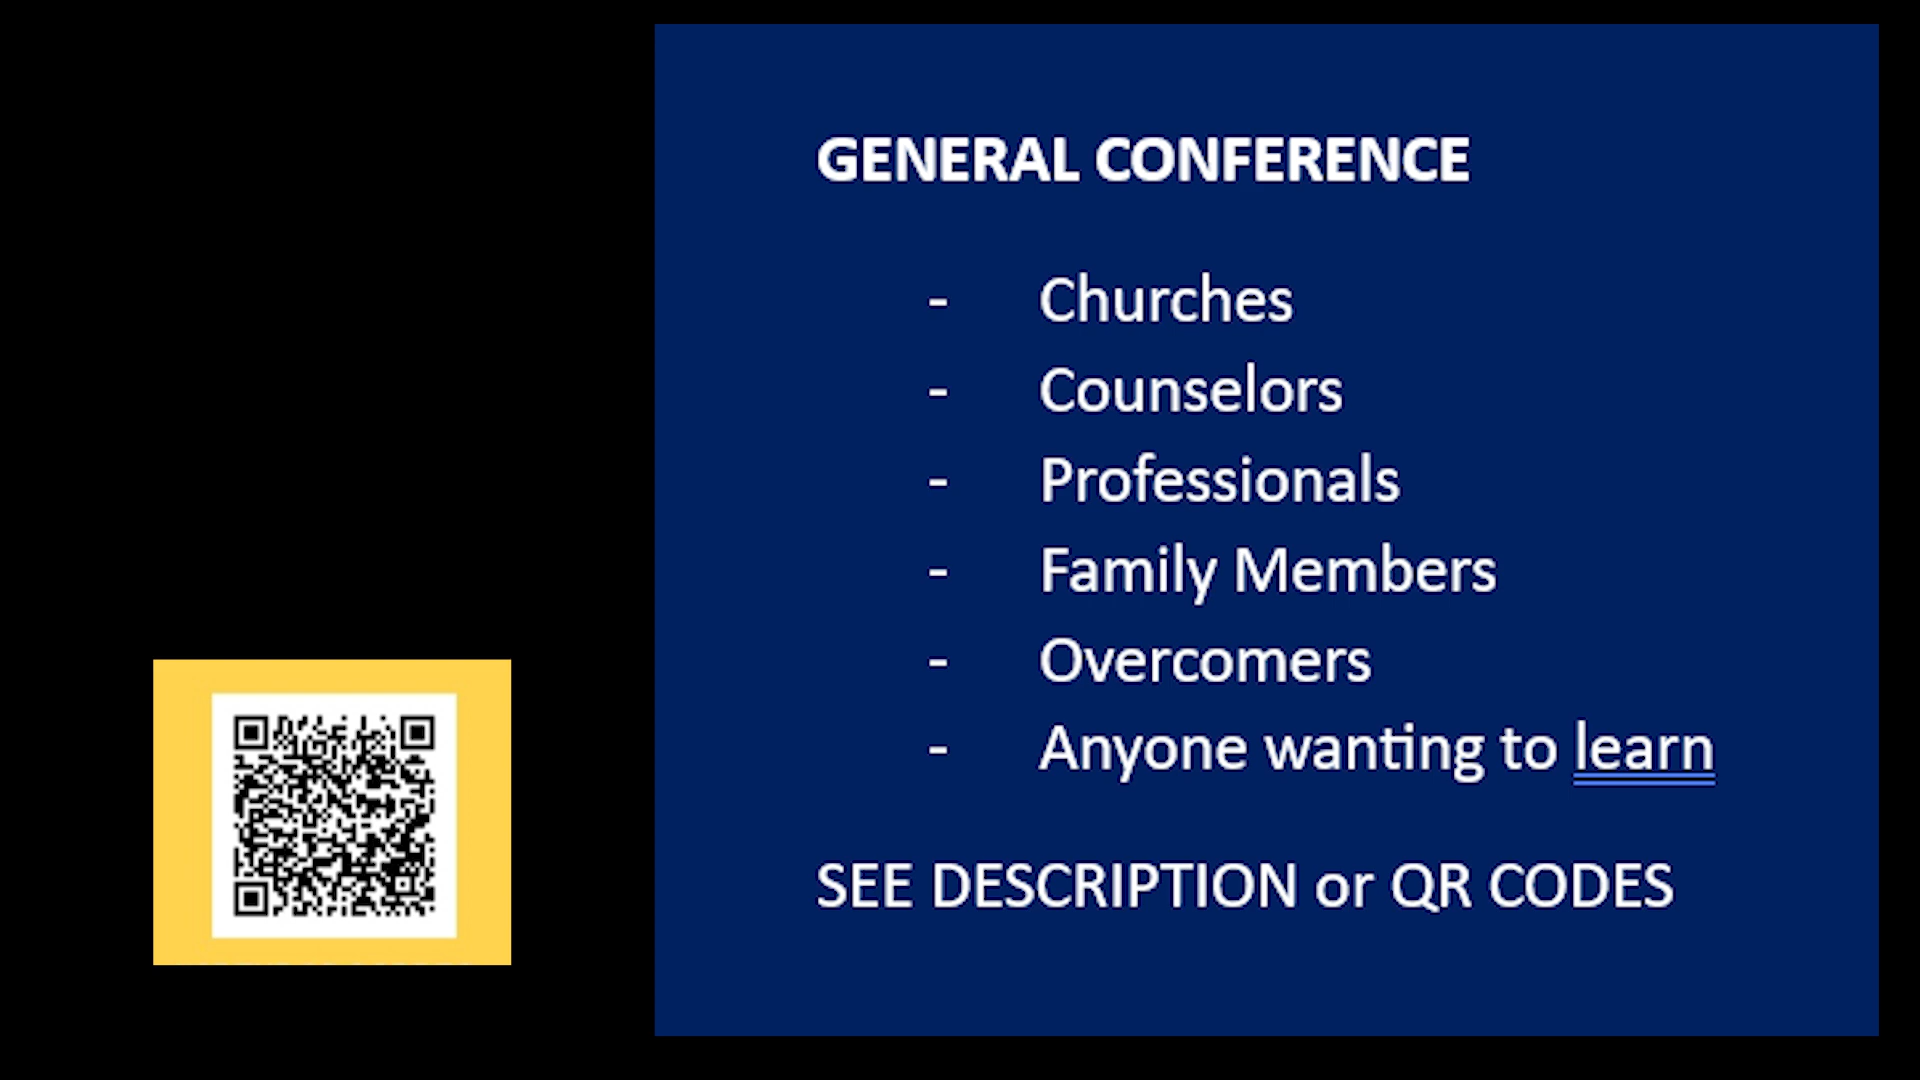 GENERAL CONFERENCE
- Churches
- Counselors
- Professionals
- Family Members
- Overcomers
- Anyone wanting to learn
SEE DESCRIPTION or QR CODES